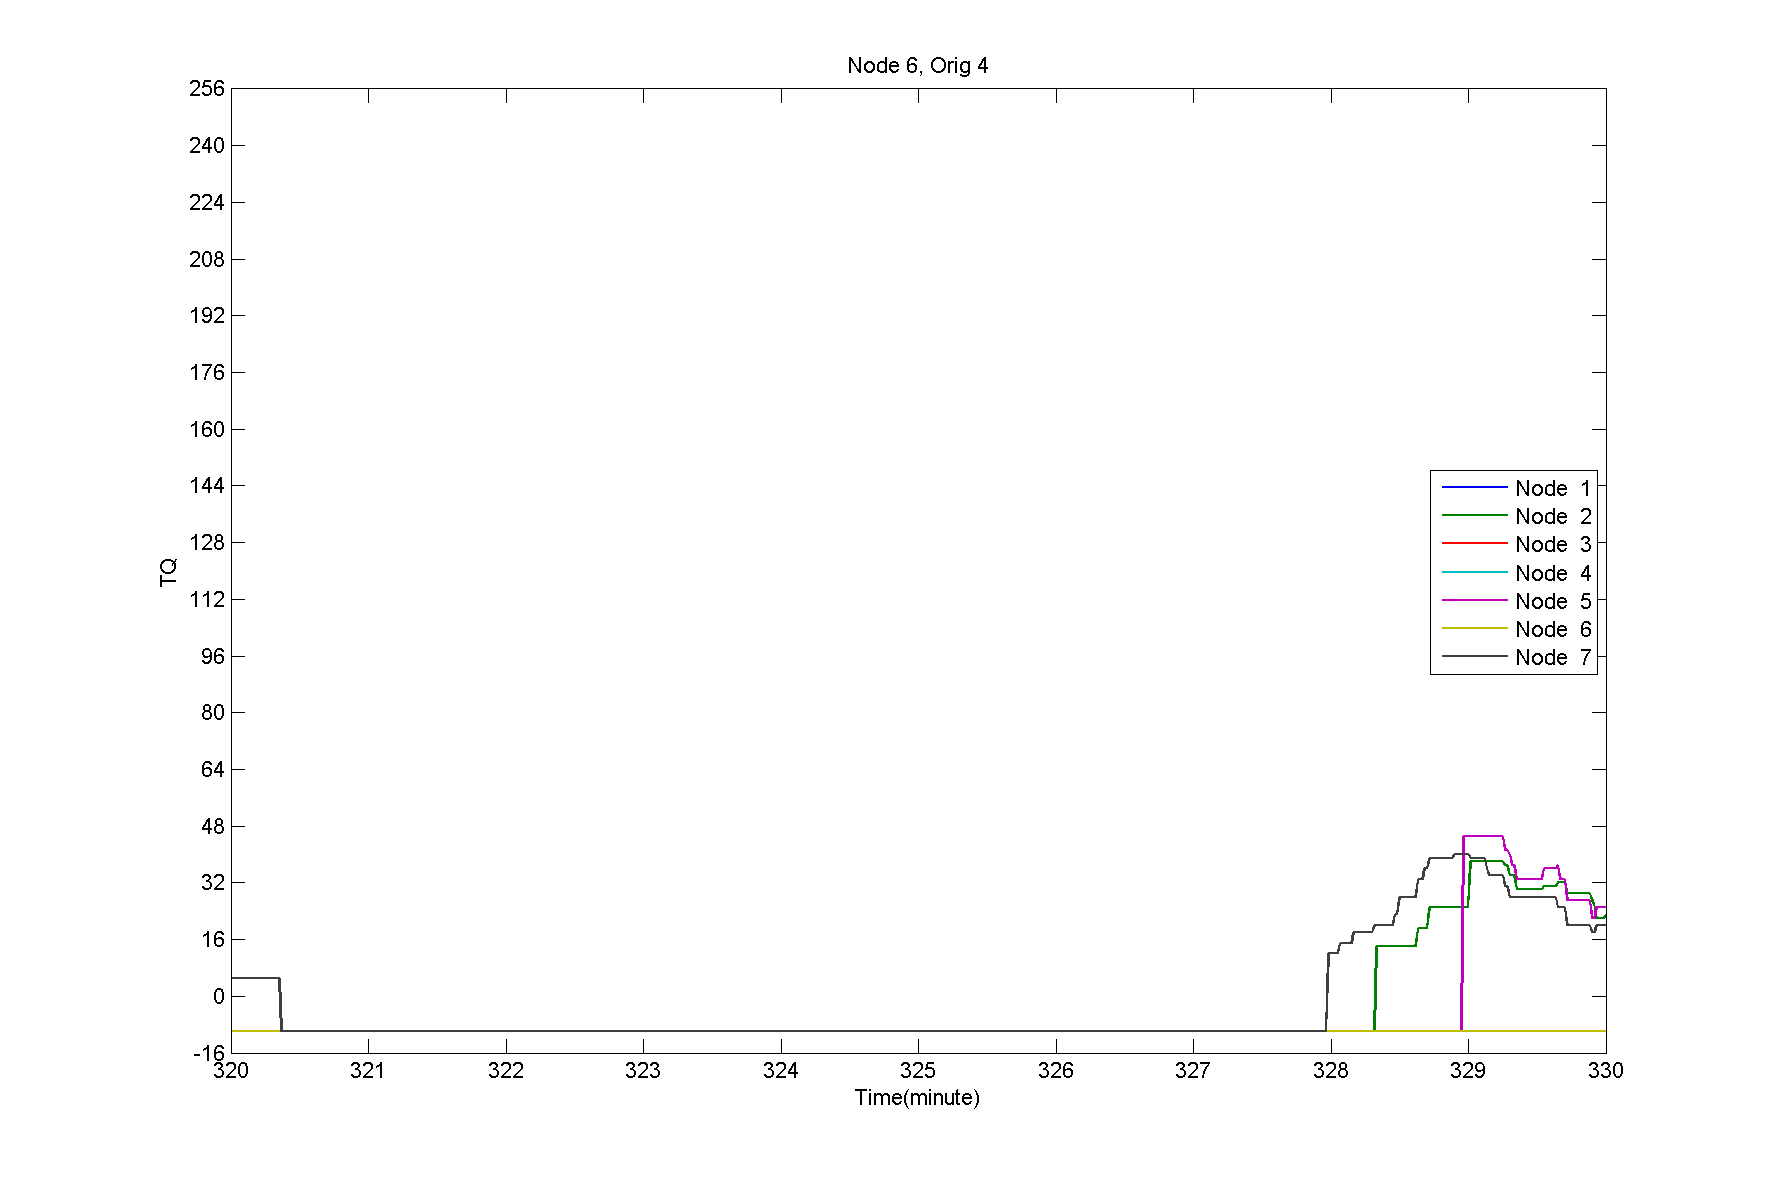 Node 6, Orig 4
256
240
224
208
192
176
160
144
128
112
96
80
64
48
32
16
0
-16
TQ
Node 1
Node 2
Node 3
Node 4
Node 5
Node 6
Node 7
320 321 322 323 324 325 326 327 328 329 330
Time(minute)